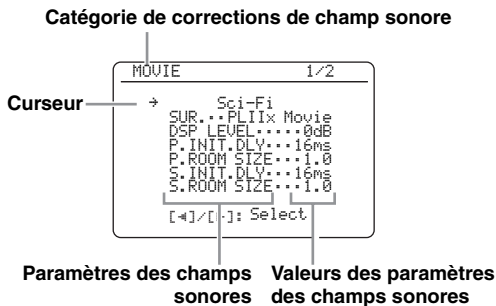 Catégorie de corrections de champ sonore
MOVIE 1/2
Curseur
→ Sci-Fi
SUR.··PLIIx Movie
DSP LEVEL·····0dB
P.INIT.DLY···16ms
P.ROOM SIZE···1.0
S.INIT.DLY···16ms
S.ROOM SIZE···1.0
[◀]/[▶]: Select
Paramètres des champs sonores
Valeurs des paramètres des champs sonores